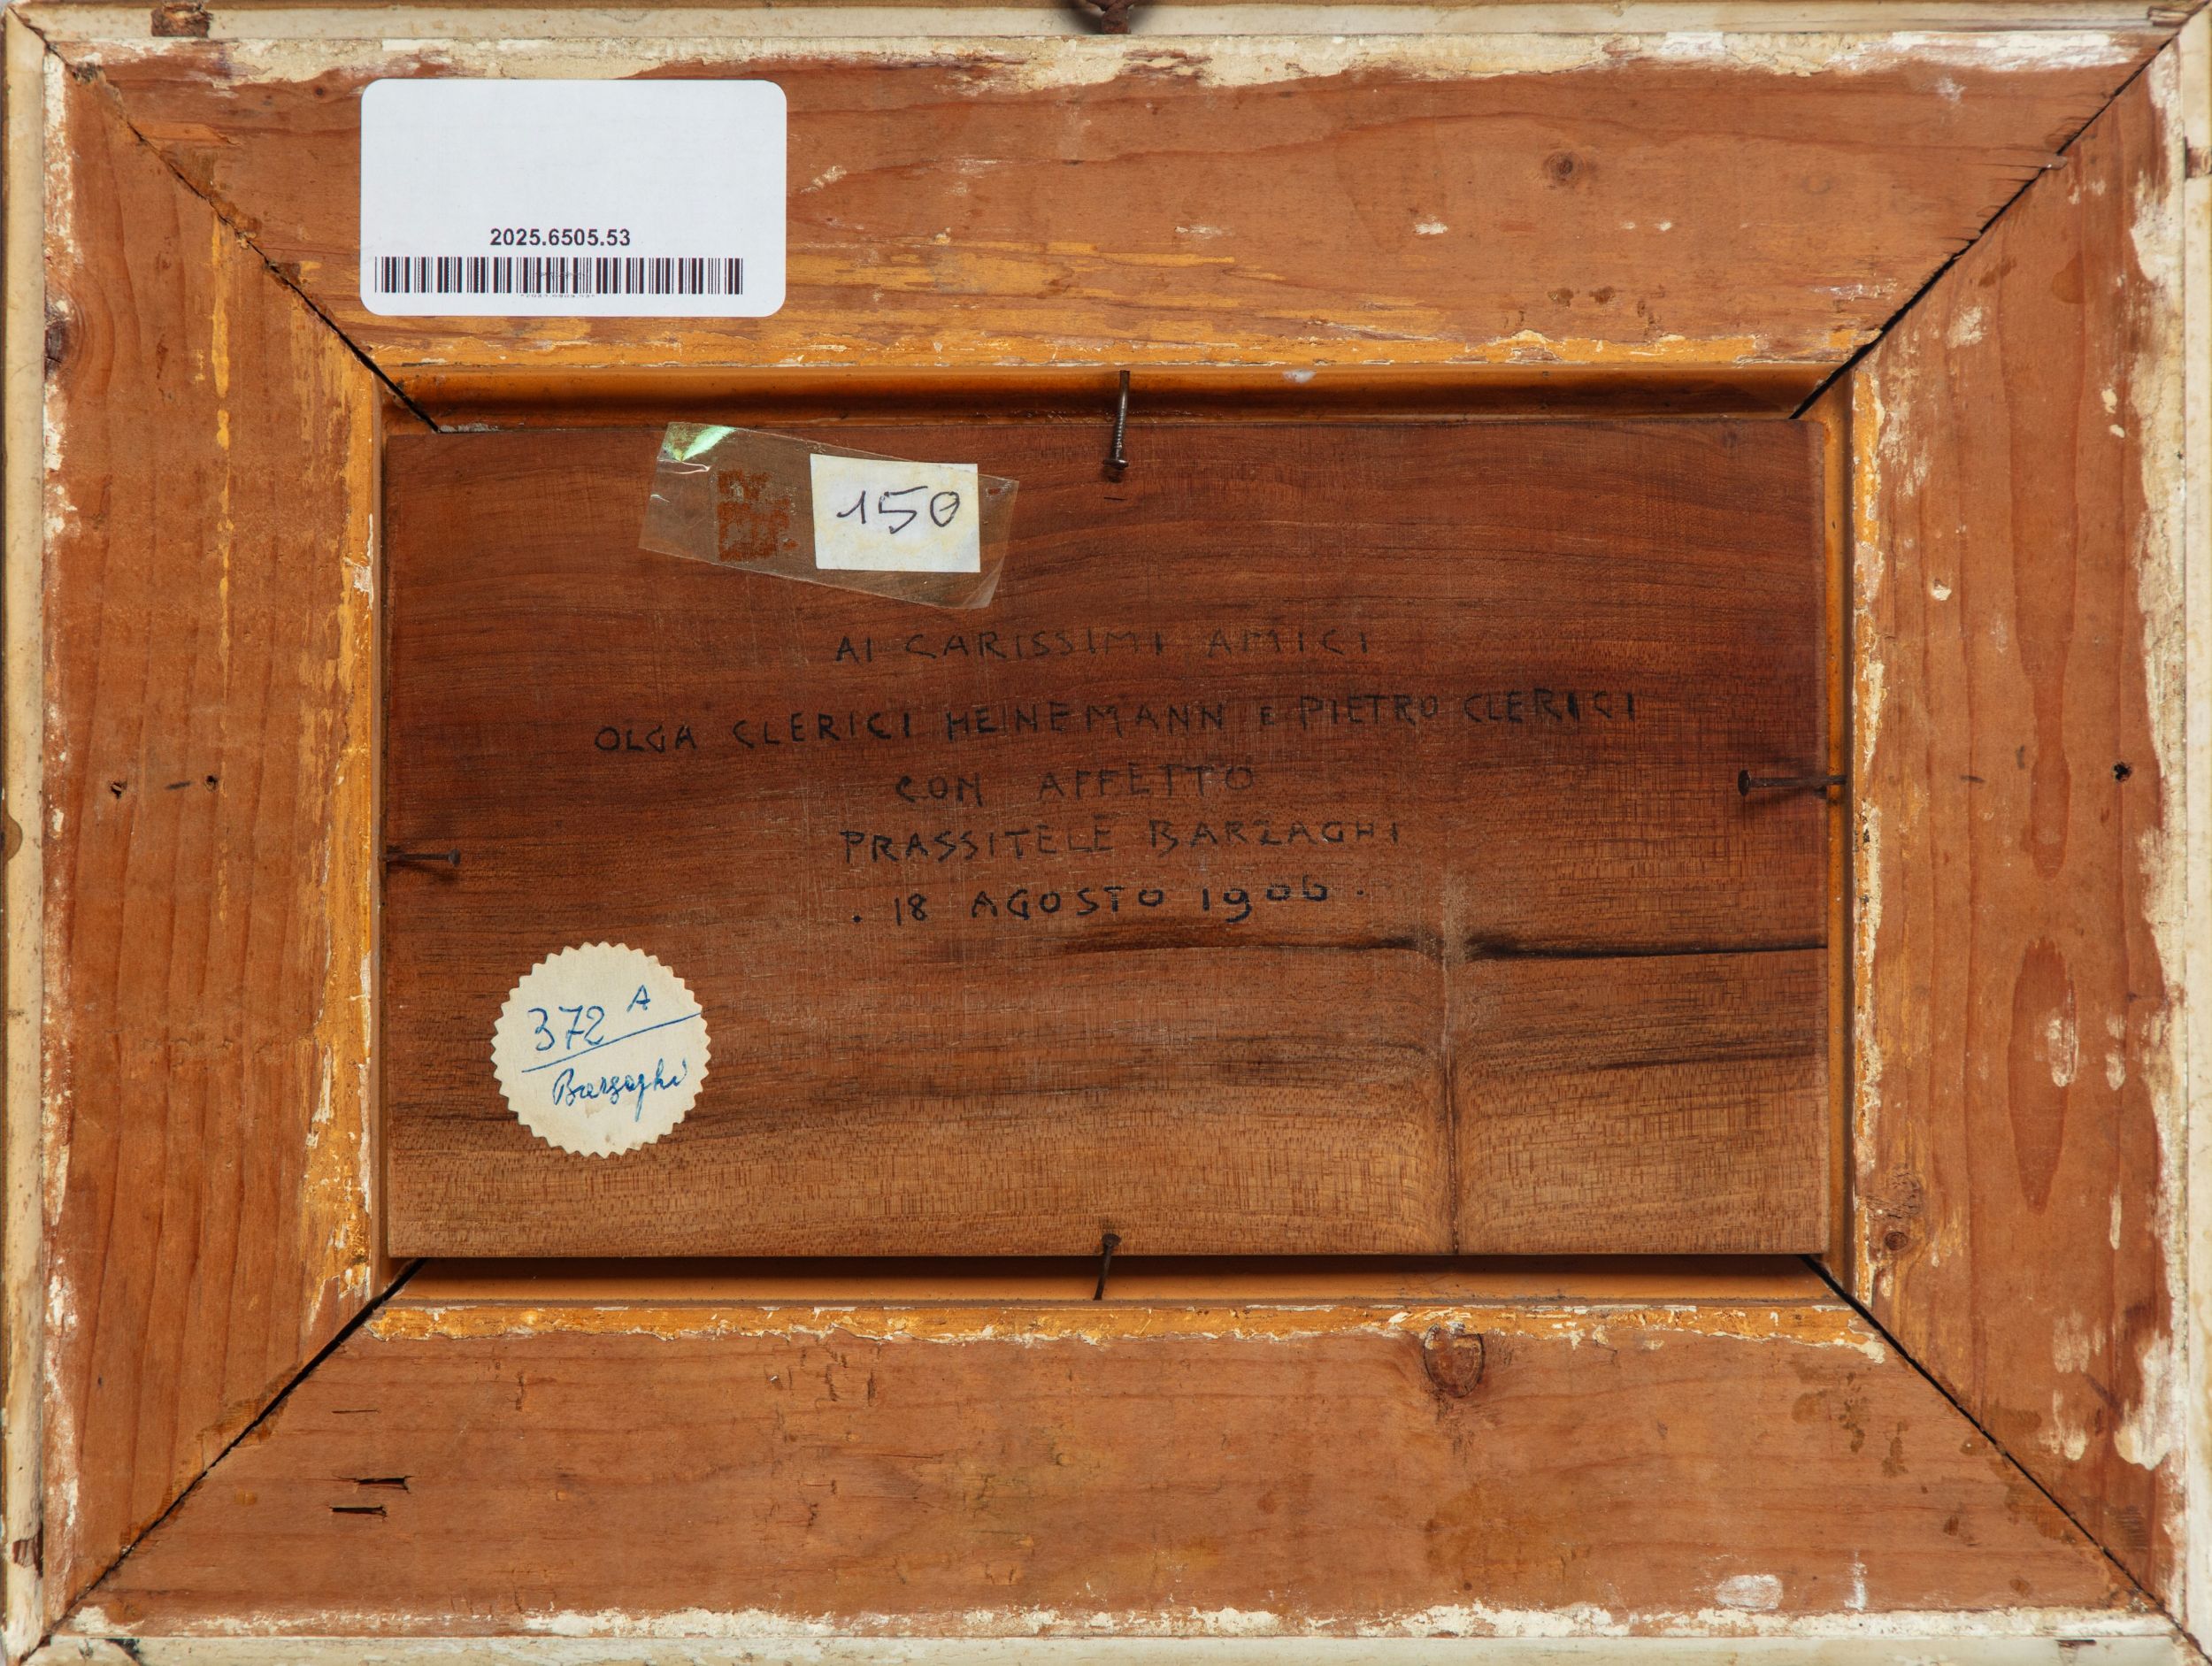 2025.6505.53
150
AI CARISSIMI AMICI
OLGA CLERICI HEINEMANN E PIETRO CLERICI
CON AFFETTO
PRASSITELE BARZAGHI
. 18 AGOSTO 1906 .
372 A
Barzaghi